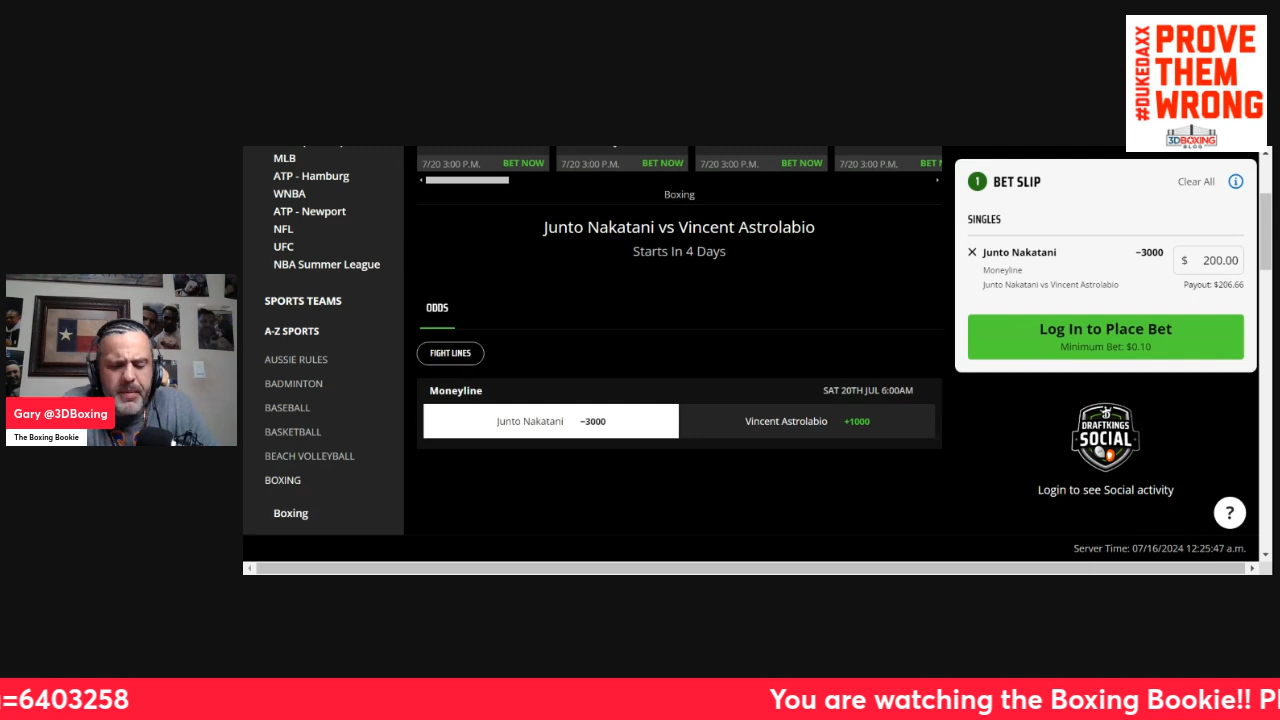 #DUKEDAXX
PROVE
THEM
WRONG
3DBOXING
BLOG
MLB
ATP - Hamburg
WNBA
ATP - Newport
NFL
UFC
NBA Summer League
SPORTS TEAMS
A-Z SPORTS
AUSSIE RULES
BADMINTON
BASEBALL
BASKETBALL
BEACH VOLLEYBALL
BOXING
Boxing
7/20 3:00 P.M. BET NOW
7/20 3:00 P.M. BET NOW
7/20 3:00 P.M. BET NOW
7/20 3:00 P.M. BET
Boxing
Junto Nakatani vs Vincent Astrolabio
Starts In 4 Days
ODDS
FIGHT LINES
Moneyline SAT 20TH JUL 6:00AM
Junto Nakatani −3000 Vincent Astrolabio +1000
1 BET SLIP Clear All i
SINGLES
× Junto Nakatani −3000 $ 200.00
Moneyline
Junto Nakatani vs Vincent Astrolabio Payout: $206.66
Log In to Place Bet
Minimum Bet: $0.10
DRAFTKINGS
SOCIAL
Login to see Social activity
?
Server Time: 07/16/2024 12:25:47 a.m.
Gary @3DBoxing
The Boxing Bookie
=6403258 You are watching the Boxing Bookie!!